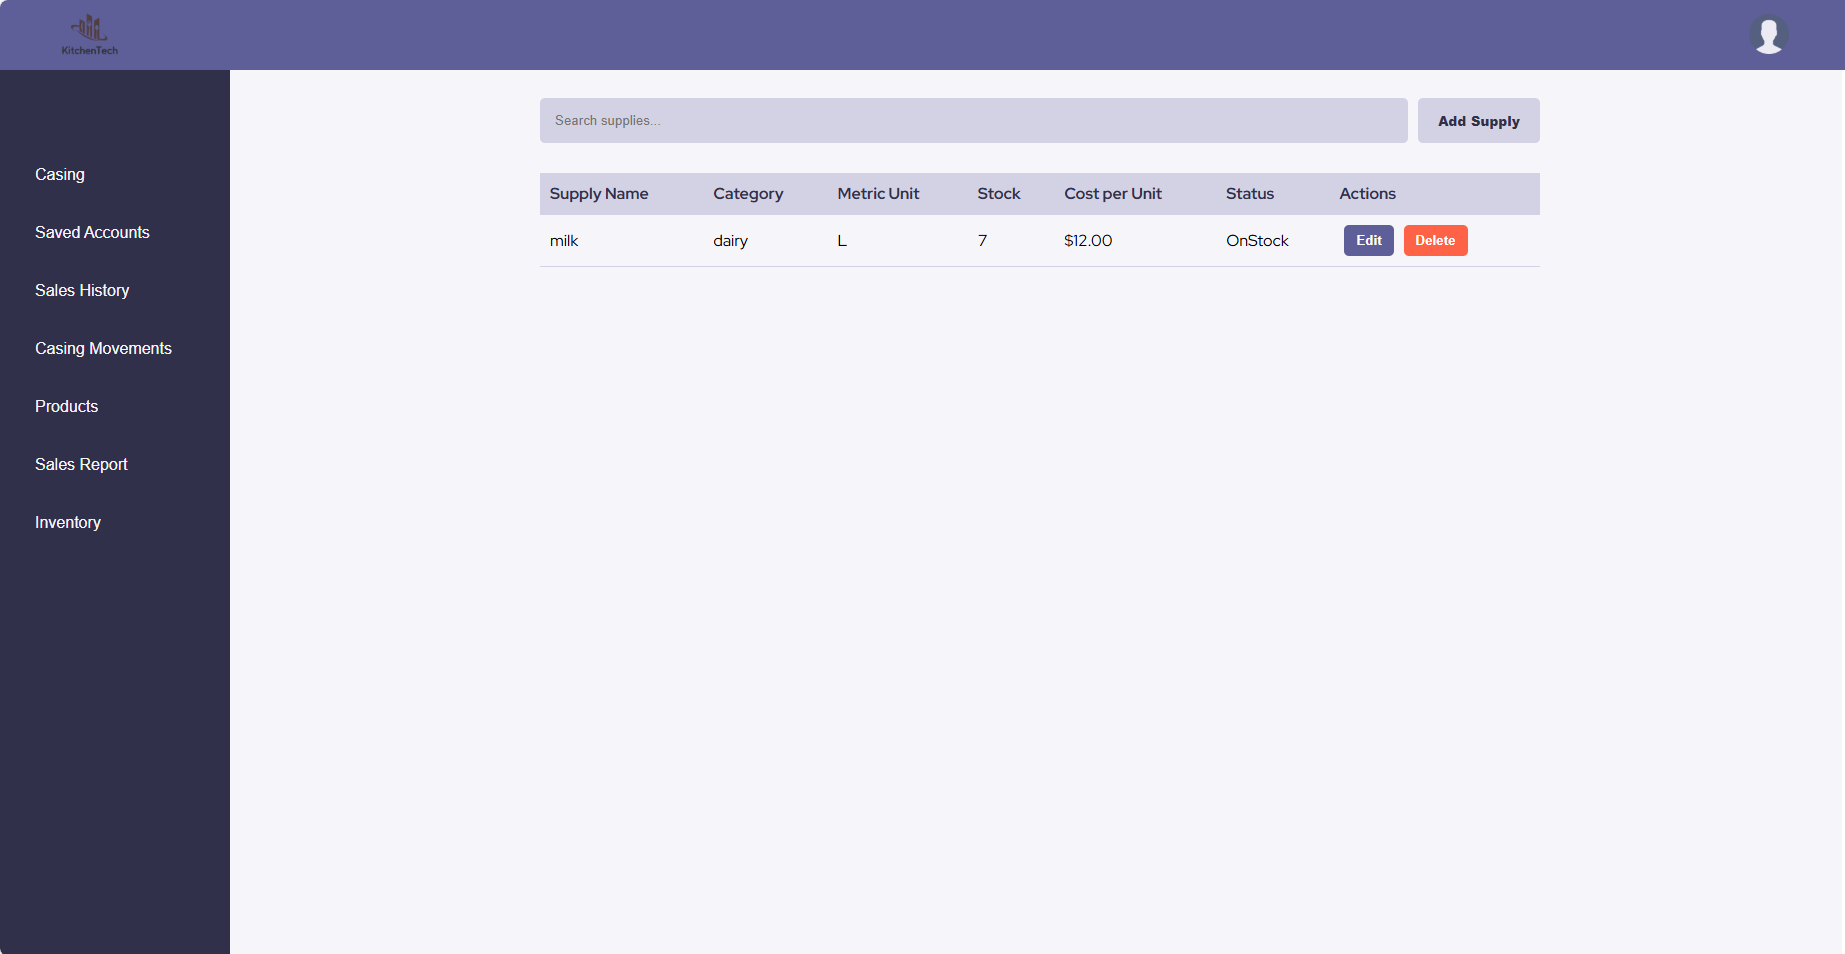 KitchenTech
Casing
Saved Accounts
Sales History
Casing Movements
Products
Sales Report
Inventory
Search supplies...
Add Supply
Supply Name Category Metric Unit Stock Cost per Unit Status Actions
milk dairy L 7 $12.00 OnStock Edit Delete